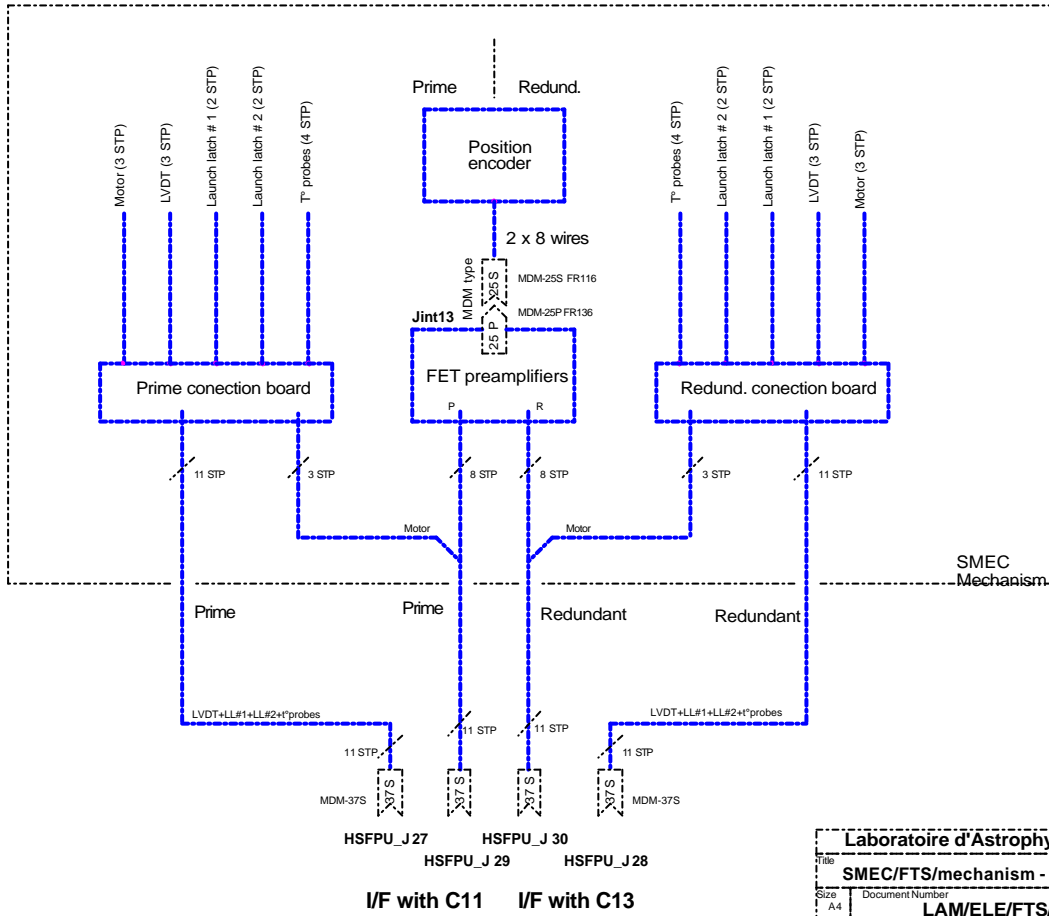 Prime
Redund.
Motor (3 STP)
LVDT (3 STP)
Launch latch # 1 (2 STP)
Launch latch # 2 (2 STP)
T° probes (4 STP)
Position
encoder
T° probes (4 STP)
Launch latch # 2 (2 STP)
Launch latch # 1 (2 STP)
LVDT (3 STP)
Motor (3 STP)
2 x 8 wires
MDM type
25 S
MDM-25S FR116
MDM-25P FR136
Jint13
25 P
Prime conection board
FET preamplifiers
P
R
Redund. conection board
11 STP
3 STP
8 STP
8 STP
3 STP
11 STP
Motor
Motor
SMEC
Mechanism
Prime
Prime
Redundant
Redundant
LVDT+LL#1+LL#2+t°probes
LVDT+LL#1+LL#2+t°probes
11 STP
11 STP
11 STP
11 STP
MDM-37S
37 S
37 S
37 S
37 S
MDM-37S
HSFPU_J 27
HSFPU_J 30
HSFPU_J 29
HSFPU_J 28
I/F with C11
I/F with C13
Laboratoire d'Astrophy
Title
SMEC/FTS/mechanism -
Size
A4
Document Number
LAM/ELE/FTS/